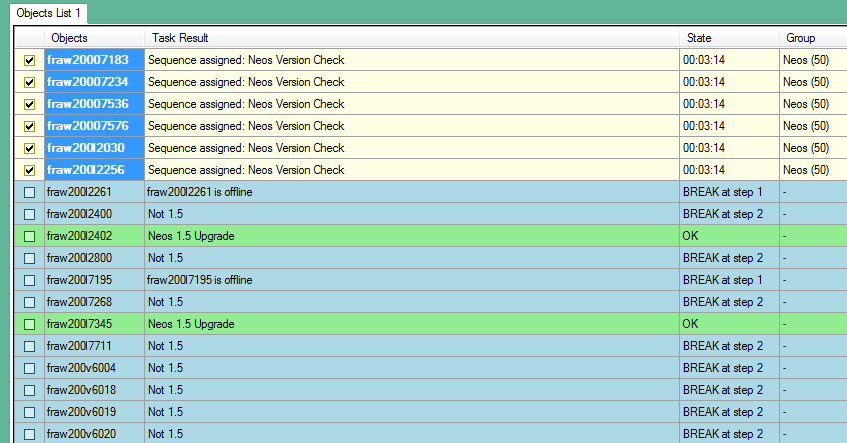 Objects List 1
Objects Task Result State Group
fraw20007183 Sequence assigned: Neos Version Check 00:03:14 Neos (50)
fraw20007234 Sequence assigned: Neos Version Check 00:03:14 Neos (50)
fraw20007536 Sequence assigned: Neos Version Check 00:03:14 Neos (50)
fraw20007576 Sequence assigned: Neos Version Check 00:03:14 Neos (50)
fraw200l2030 Sequence assigned: Neos Version Check 00:03:14 Neos (50)
fraw200l2256 Sequence assigned: Neos Version Check 00:03:14 Neos (50)
fraw200l2261 fraw200l2261 is offline BREAK at step 1 -
fraw200l2400 Not 1.5 BREAK at step 2 -
fraw200l2402 Neos 1.5 Upgrade OK -
fraw200l2800 Not 1.5 BREAK at step 2 -
fraw200l7195 fraw200l7195 is offline BREAK at step 1 -
fraw200l7268 Not 1.5 BREAK at step 2 -
fraw200l7345 Neos 1.5 Upgrade OK -
fraw200l7711 Not 1.5 BREAK at step 2 -
fraw200v6004 Not 1.5 BREAK at step 2 -
fraw200v6018 Not 1.5 BREAK at step 2 -
fraw200v6019 Not 1.5 BREAK at step 2 -
fraw200v6020 Not 1.5 BREAK at step 2 -